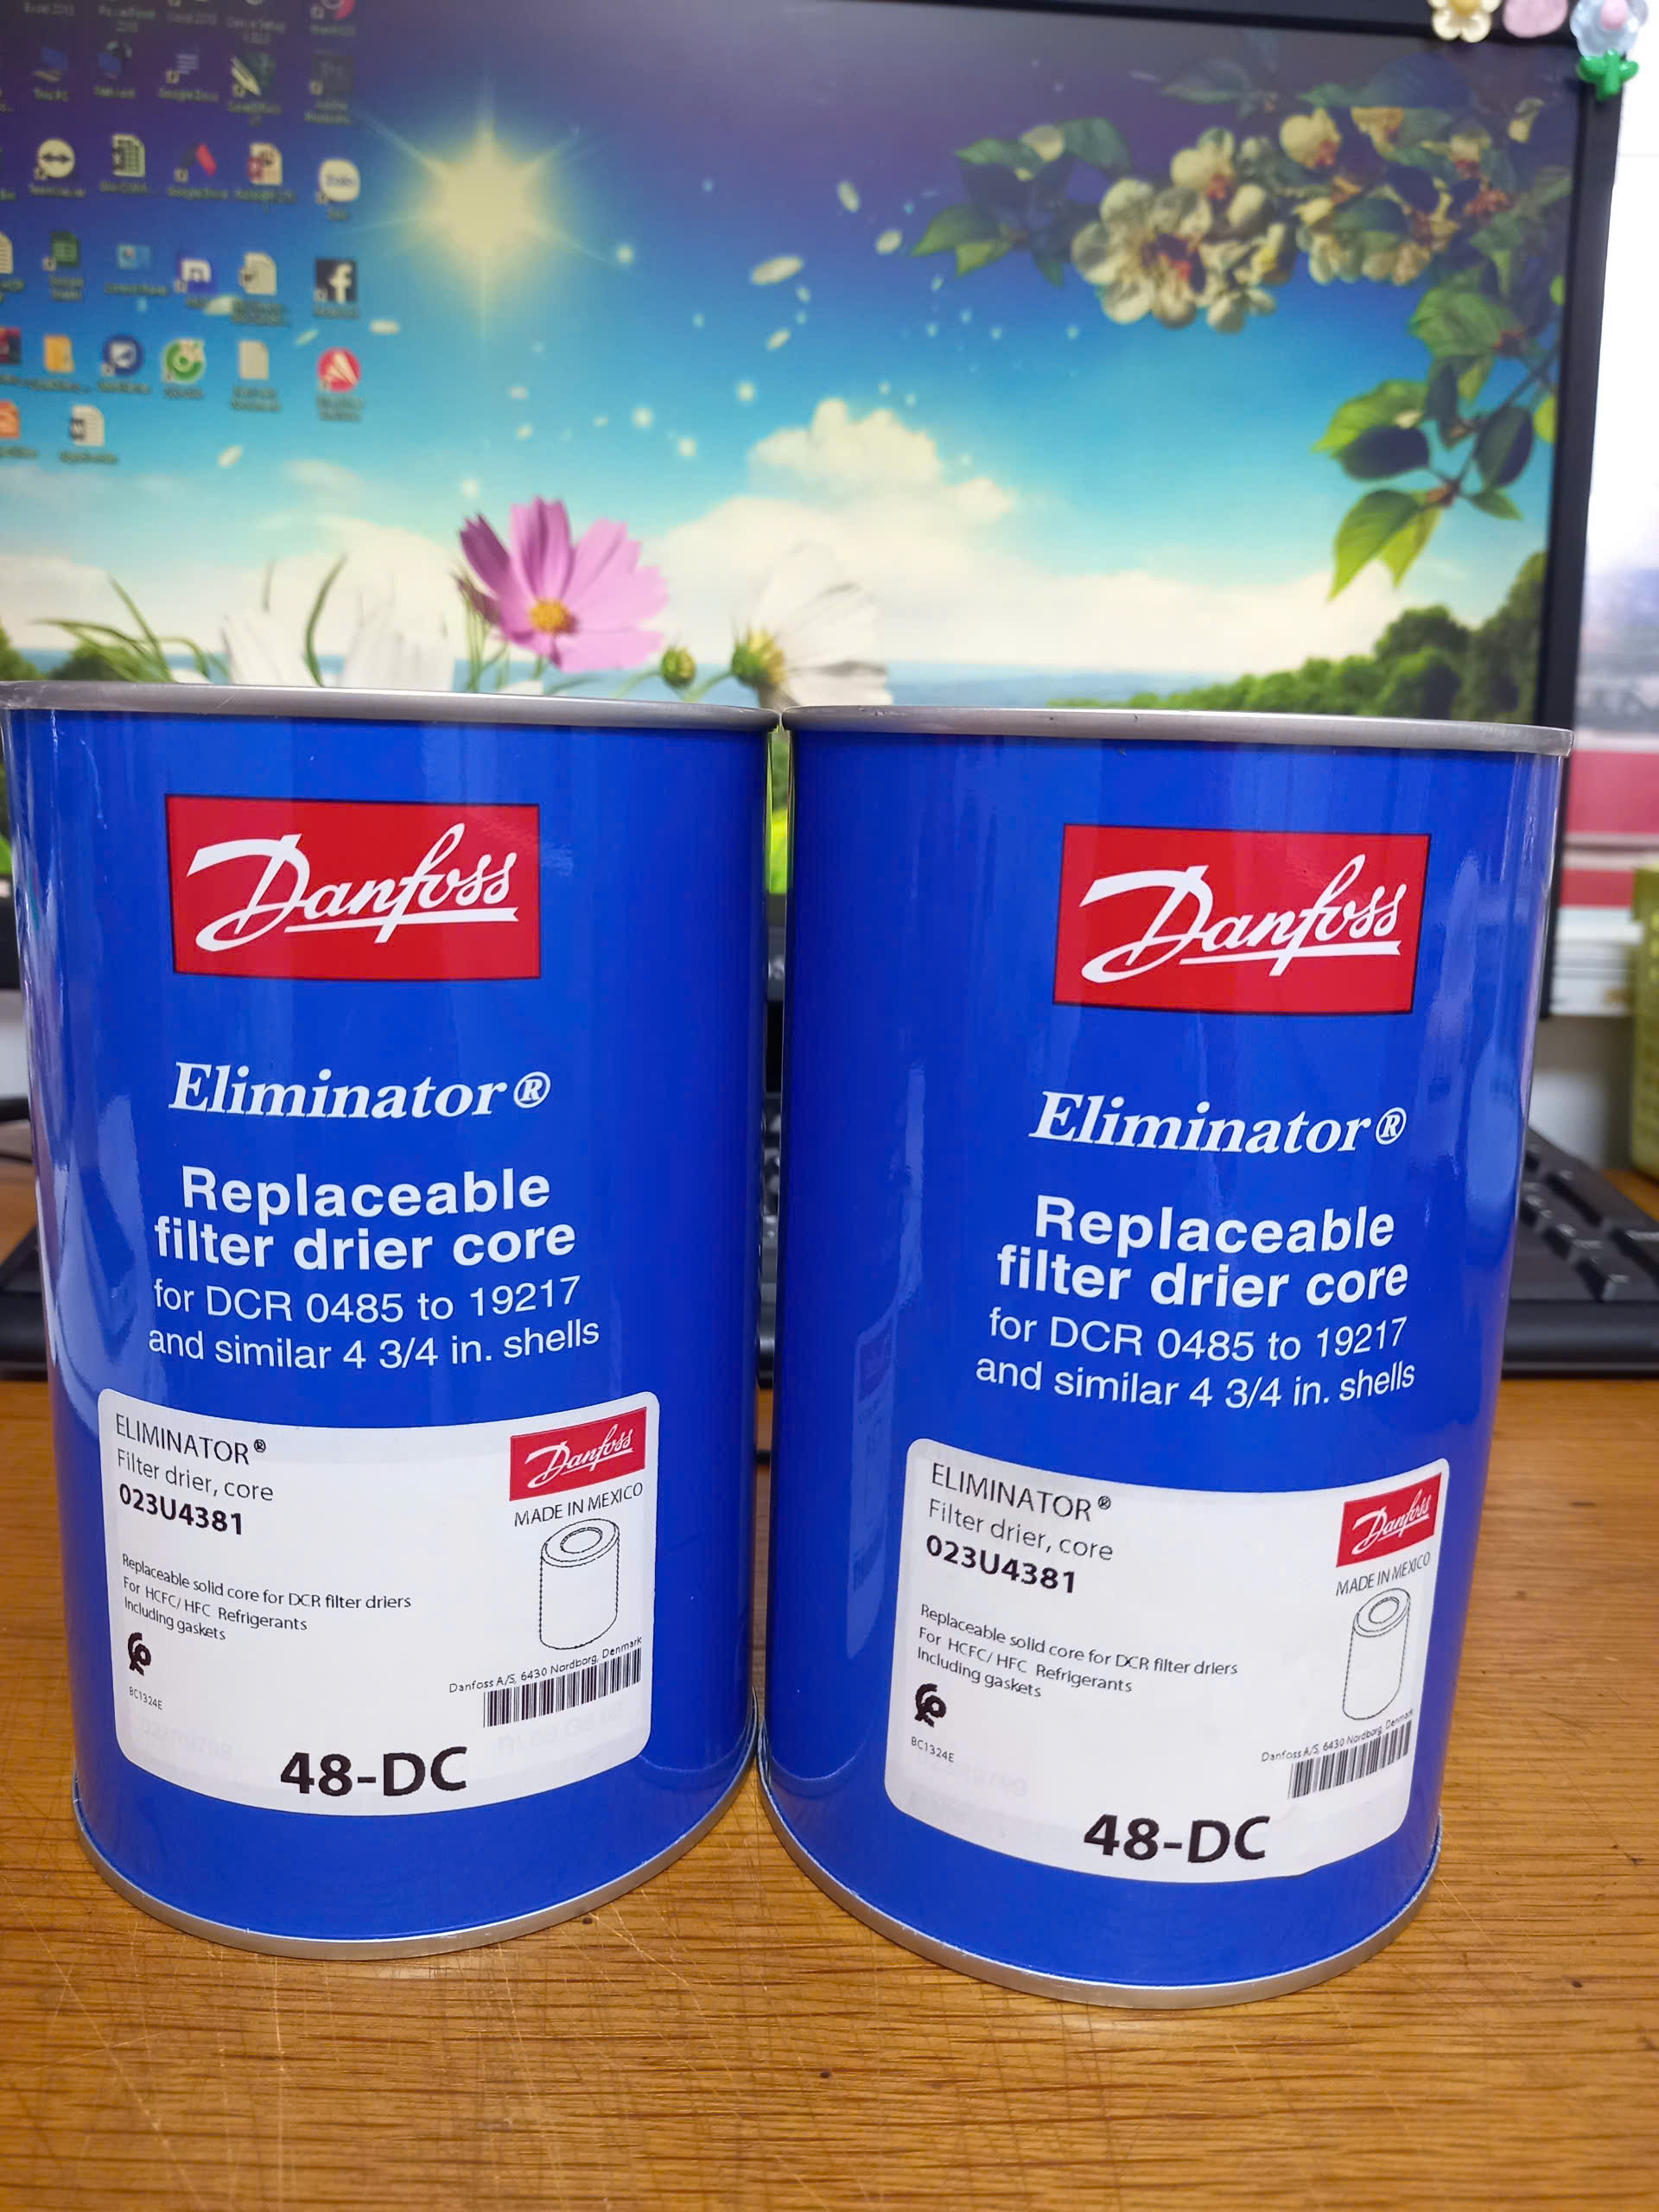 Danfoss
Eliminator®
Replaceable
filter drier core
for DCR 0485 to 19217
and similar 4 3/4 in. shells
ELIMINATOR®
Filter drier, core
023U4381
Danfoss
MADE IN MEXICO
Replaceable solid core for DCR filter driers
For HCFC/ HFC Refrigerants
Including gaskets
Danfoss A/S, 6430 Nordborg, Denmark
BC1324E
48-DC
Danfoss
Eliminator®
Replaceable
filter drier core
for DCR 0485 to 19217
and similar 4 3/4 in. shells
ELIMINATOR®
Filter drier, core
023U4381
Danfoss
MADE IN MEXICO
Replaceable solid core for DCR filter driers
For HCFC/ HFC Refrigerants
Including gaskets
Danfoss A/S, 6430 Nordborg, Denmark
BC1324E
48-DC